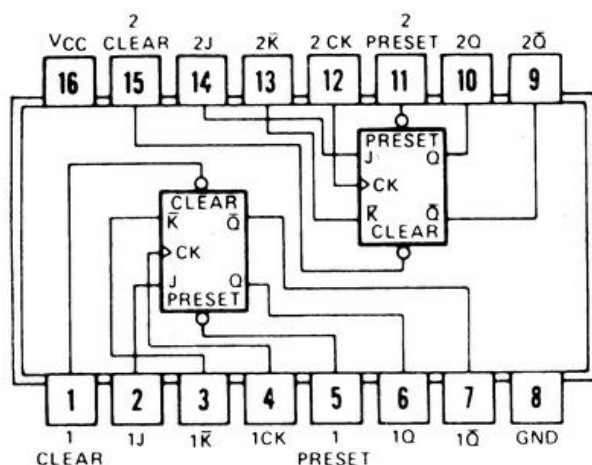 2 2
VCC CLEAR 2J 2K̅ 2 CK PRESET 2Q 2Q̅
16 15 14 13 12 11 10 9
PRESET
J Q
CK
K̅ Q̅
CLEAR
CLEAR
K̅ Q̅
CK
J Q
PRESET
1 2 3 4 5 6 7 8
1 1J 1K̅ 1CK 1 1Q 1Q̅ GND
CLEAR PRESET